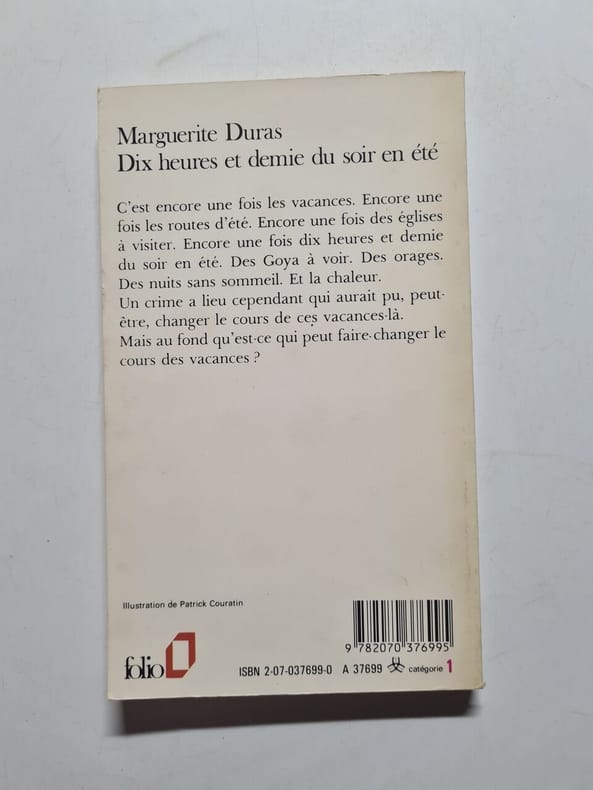 Marguerite Duras
Dix heures et demie du soir en été
C'est encore une fois les vacances. Encore une
fois les routes d'été. Encore une fois des églises
à visiter. Encore une fois dix heures et demie
du soir en été. Des Goya à voir. Des orages.
Des nuits sans sommeil. Et la chaleur.
Un crime a lieu cependant qui aurait pu, peut-
être, changer le cours de ces vacances-là.
Mais au fond qu'est-ce qui peut faire changer le
cours des vacances ?
Illustration de Patrick Couratin
9 782070 376995
folio
ISBN 2-07-037699-0 A 37699 catégorie 1